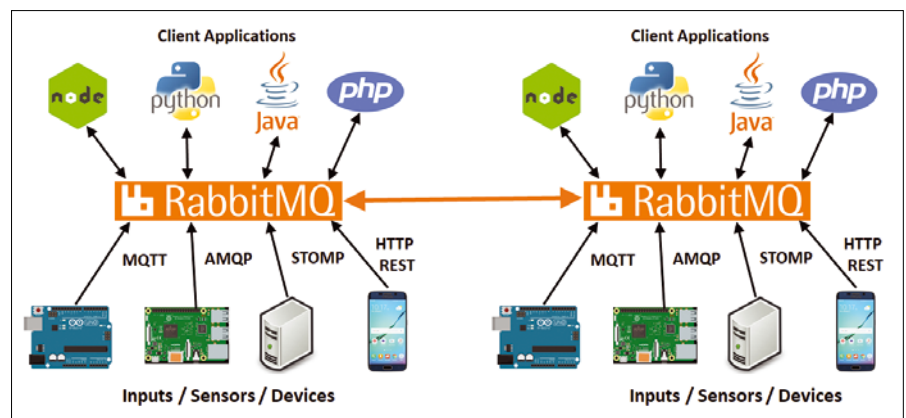 Client Applications
node
python
Java
php
RabbitMQ
MQTT
AMQP
STOMP
HTTP
REST
Inputs / Sensors / Devices
Client Applications
node
python
Java
php
RabbitMQ
MQTT
AMQP
STOMP
HTTP
REST
Inputs / Sensors / Devices